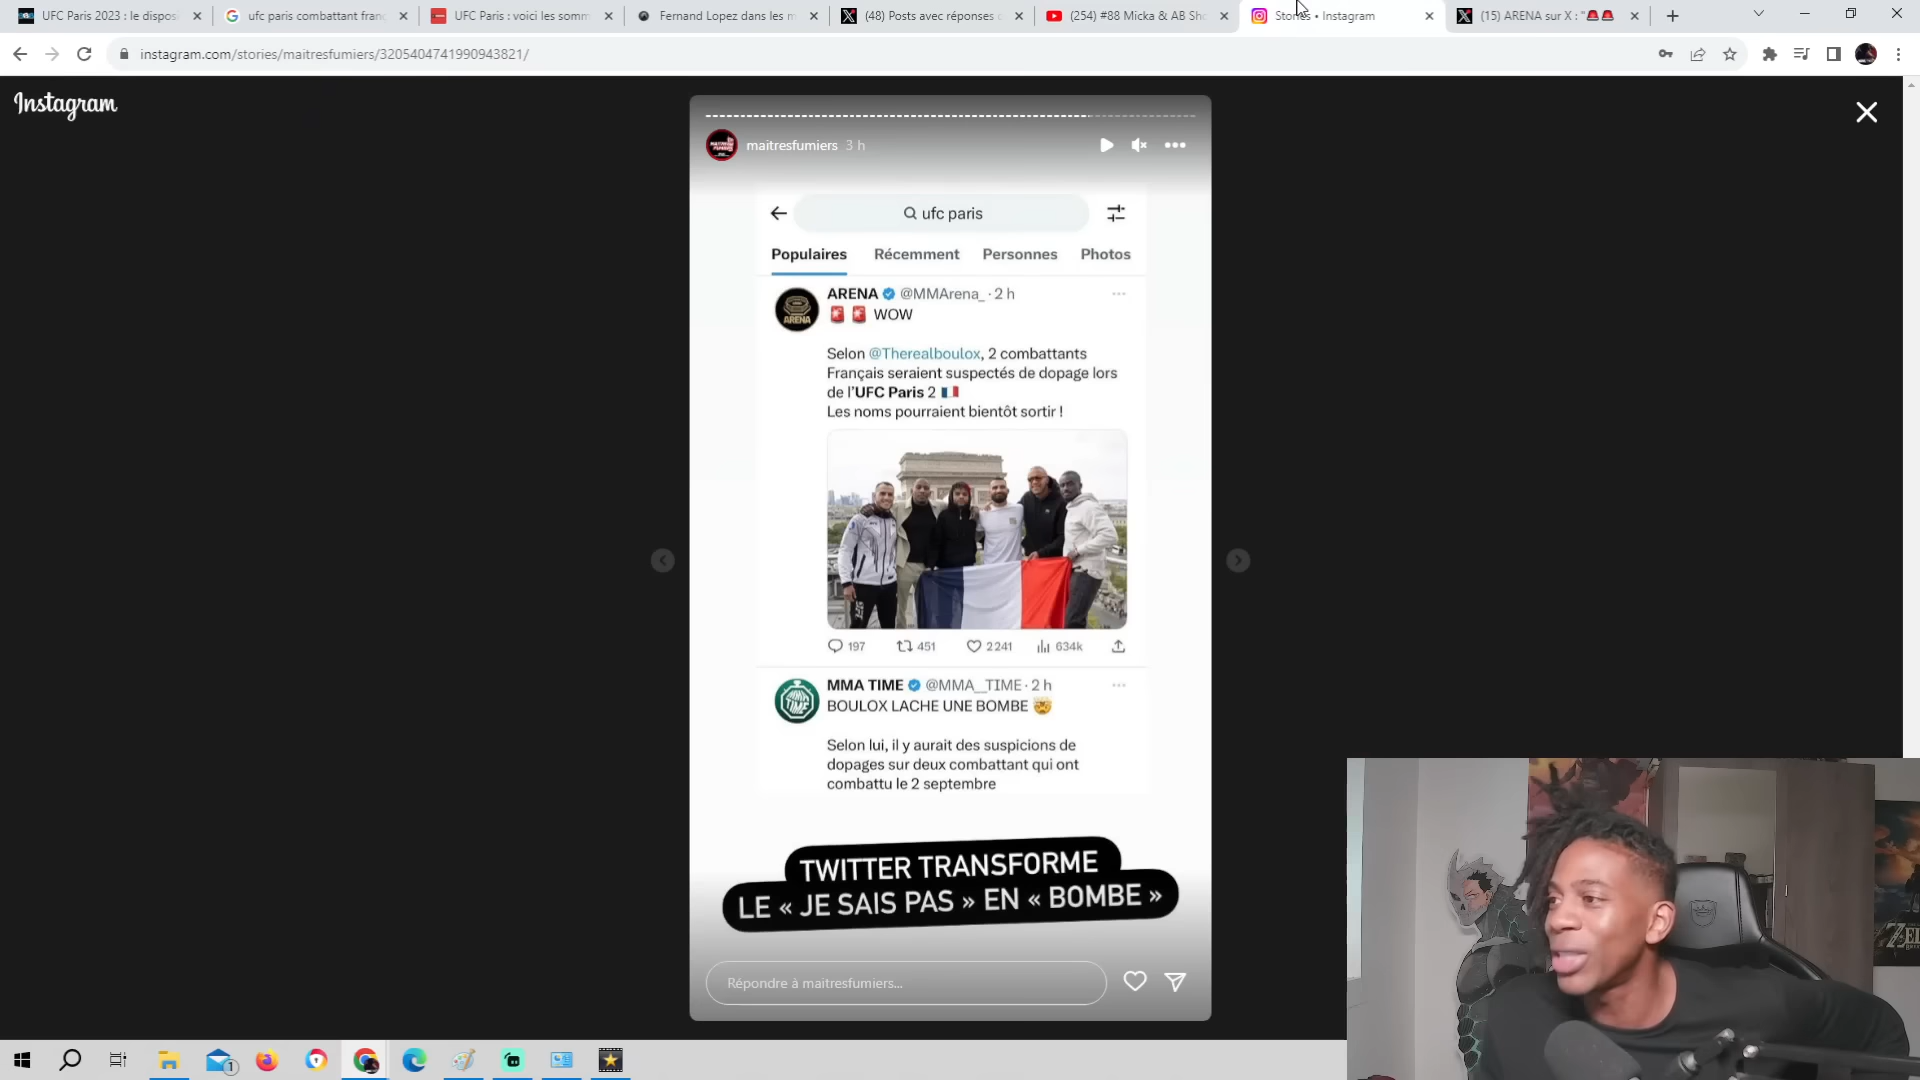 UFC Paris 2023 : le dispos
ufc paris combattant fran
UFC Paris : voici les somm
Fernand Lopez dans les m
(48) Posts avec réponses
(254) #88 Micka & AB Sho
Stories • Instagram
(15) ARENA sur X : "🚨🚨
instagram.com/stories/maitresfumiers/3205404741990943821/
Instagram
maitresfumiers 3 h
ufc paris
Populaires Récemment Personnes Photos
ARENA @MMArena_ · 2 h
🚨 🚨 WOW
Selon @Therealboulox, 2 combattants
Français seraient suspectés de dopage lors
de l'UFC Paris 2 🇫🇷
Les noms pourraient bientôt sortir !
197 451 2 241 634k
MMA TIME @MMA__TIME · 2 h
BOULOX LACHE UNE BOMBE 🤯
Selon lui, il y aurait des suspicions de
dopages sur deux combattant qui ont
combattu le 2 septembre
TWITTER TRANSFORME
LE « JE SAIS PAS » EN « BOMBE »
Répondre à maitresfumiers...
ZEL
1